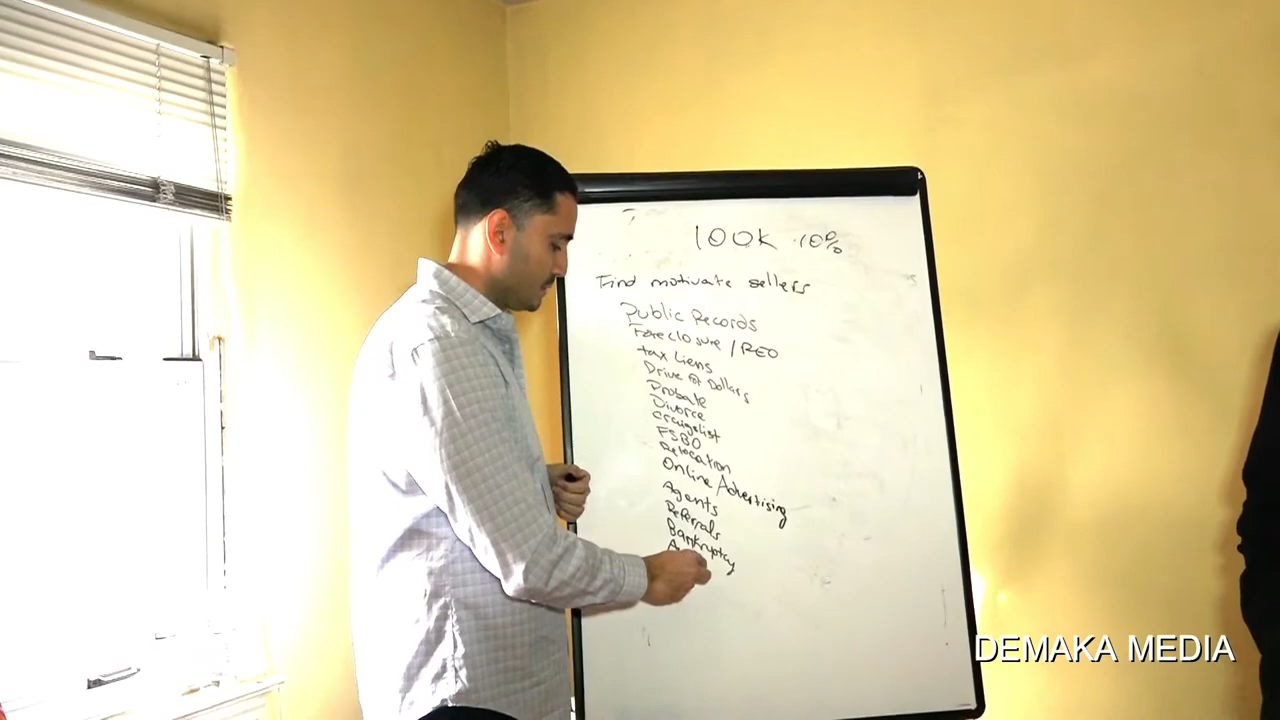 100K 10%
Find motivate sellers
Public Records
Foreclosure / REO
tax liens
Drive for Dollars
Probate
Divorce
Craigslist
FSBO
Relocation
Online Advertising
Agents
Referrals
Bankruptcy
DEMAKA MEDIA